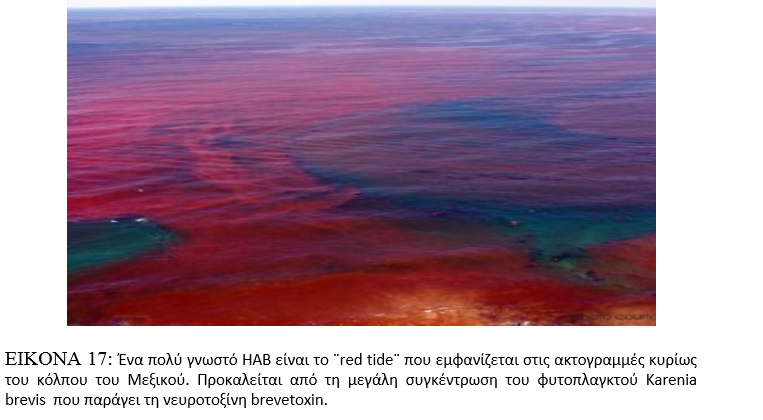 ΕΙΚΟΝΑ 17: Ένα πολύ γνωστό HAB είναι το ¨red tide¨ που εμφανίζεται στις ακτογραμμές κυρίως
του κόλπου του Μεξικού. Προκαλείται από τη μεγάλη συγκέντρωση του φυτοπλαγκτού Karenia
brevis που παράγει τη νευροτοξίνη brevetoxin.